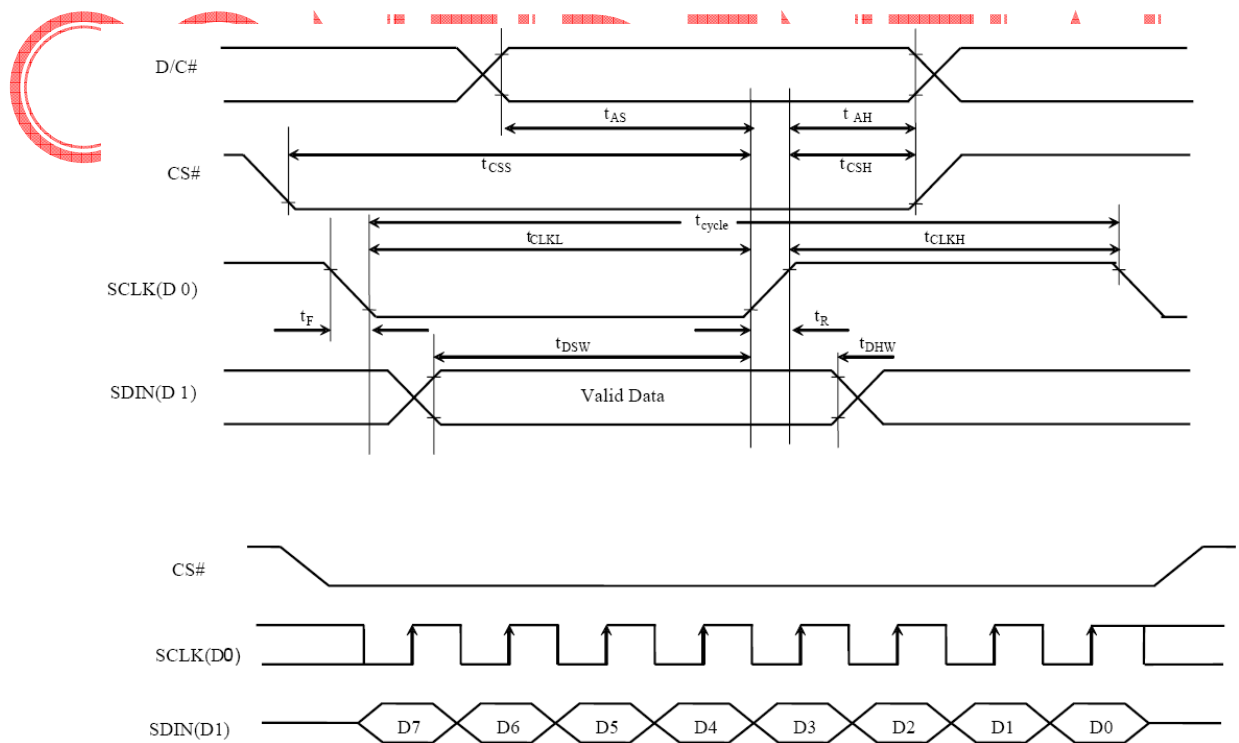 D/C#
tAS
t AH
CS#
tCSS
tCSH
tcycle
tCLKL
tCLKH
SCLK(D 0)
tF
tR
tDSW
tDHW
SDIN(D 1)
Valid Data
CS#
SCLK(D0)
SDIN(D1)
D7 D6 D5 D4 D3 D2 D1 D0